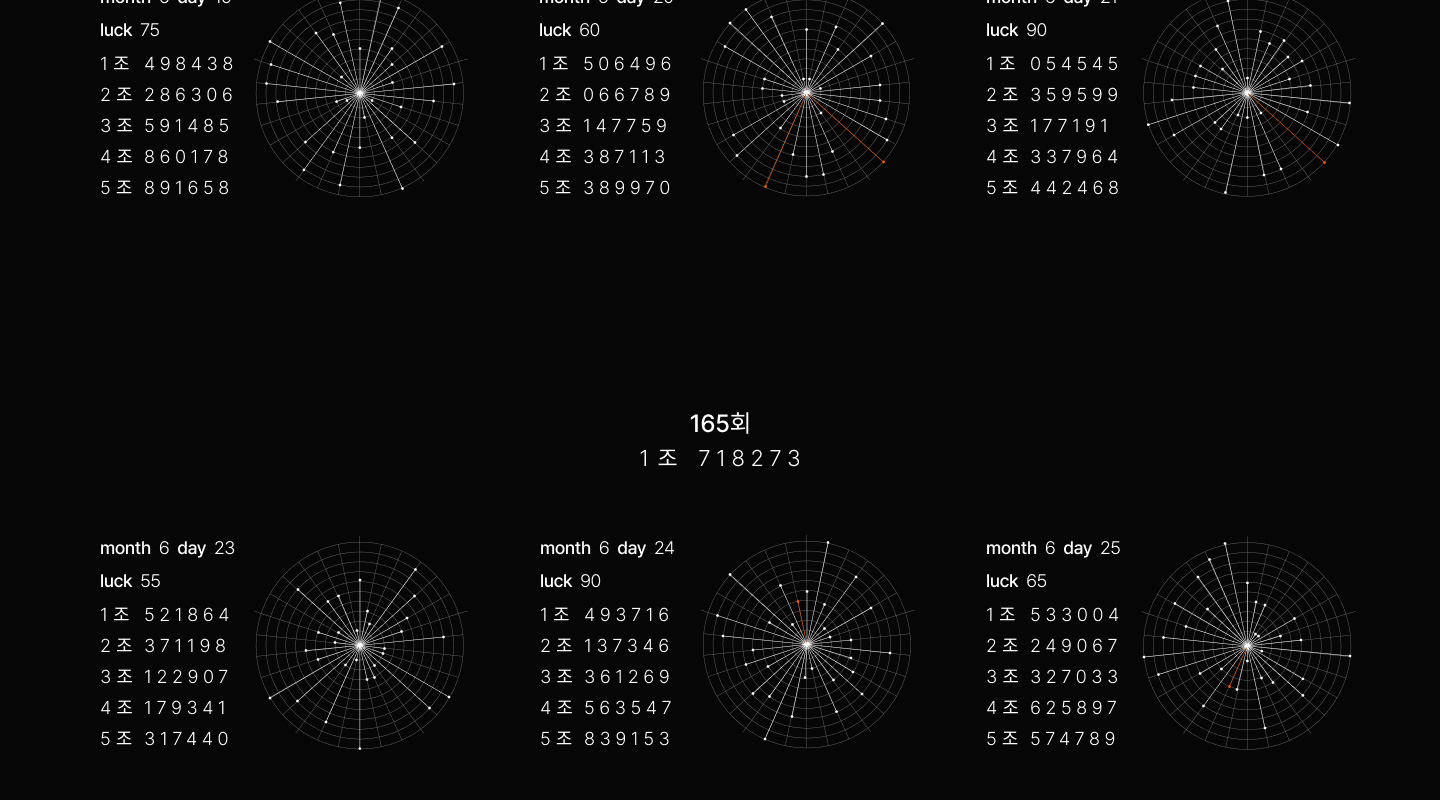 luck 75
1조 498438
2조 286306
3조 591485
4조 860178
5조 891658
luck 60
1조 506496
2조 066789
3조 147759
4조 387113
5조 389970
luck 90
1조 054545
2조 359599
3조 177191
4조 337964
5조 442468
165회
1조 718273
month 6 day 23
luck 55
1조 521864
2조 371198
3조 122907
4조 179341
5조 317440
month 6 day 24
luck 90
1조 493716
2조 137346
3조 361269
4조 563547
5조 839153
month 6 day 25
luck 65
1조 533004
2조 249067
3조 327033
4조 625897
5조 574789